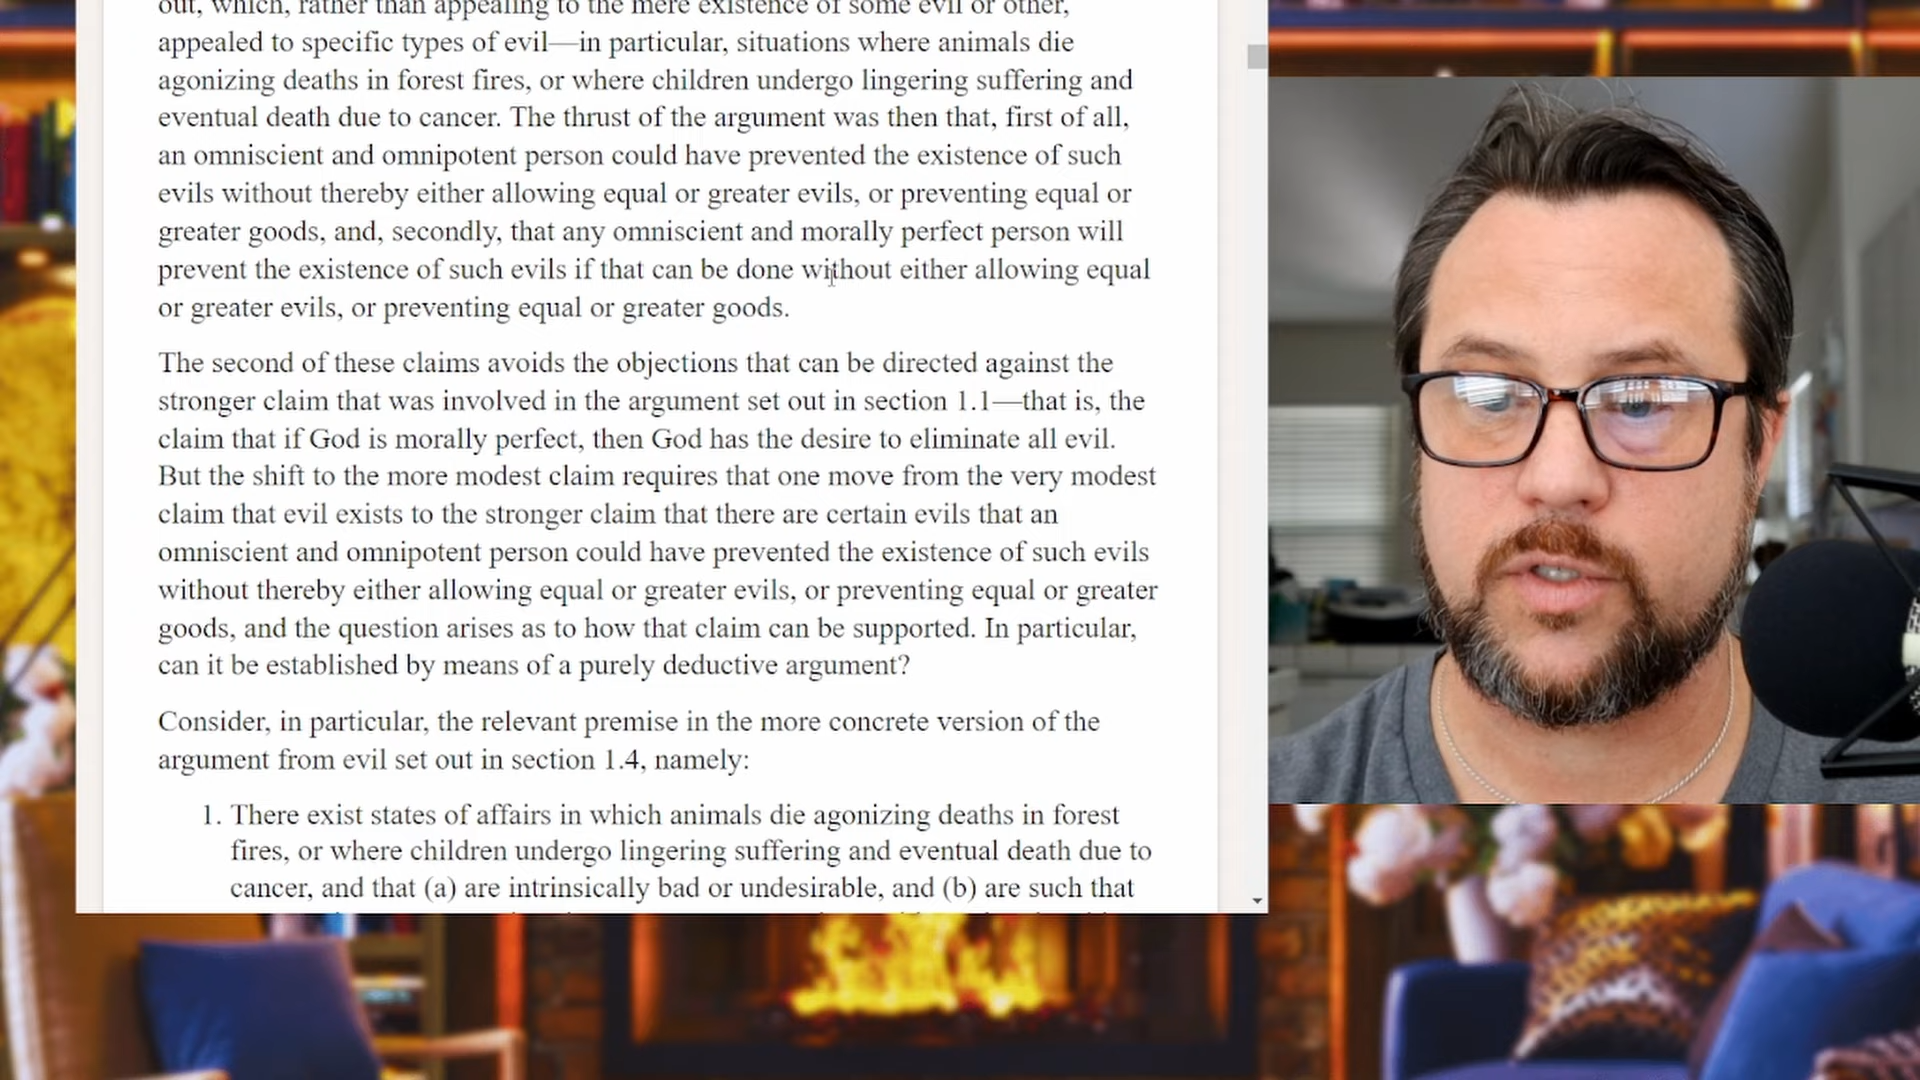 out, which, rather than appealing to the mere existence of some evil or other,
appealed to specific types of evil—in particular, situations where animals die
agonizing deaths in forest fires, or where children undergo lingering suffering and
eventual death due to cancer. The thrust of the argument was then that, first of all,
an omniscient and omnipotent person could have prevented the existence of such
evils without thereby either allowing equal or greater evils, or preventing equal or
greater goods, and, secondly, that any omniscient and morally perfect person will
prevent the existence of such evils if that can be done without either allowing equal
or greater evils, or preventing equal or greater goods.
The second of these claims avoids the objections that can be directed against the
stronger claim that was involved in the argument set out in section 1.1—that is, the
claim that if God is morally perfect, then God has the desire to eliminate all evil.
But the shift to the more modest claim requires that one move from the very modest
claim that evil exists to the stronger claim that there are certain evils that an
omniscient and omnipotent person could have prevented the existence of such evils
without thereby either allowing equal or greater evils, or preventing equal or greater
goods, and the question arises as to how that claim can be supported. In particular,
can it be established by means of a purely deductive argument?
Consider, in particular, the relevant premise in the more concrete version of the
argument from evil set out in section 1.4, namely:
1. There exist states of affairs in which animals die agonizing deaths in forest
fires, or where children undergo lingering suffering and eventual death due to
cancer, and that (a) are intrinsically bad or undesirable, and (b) are such that